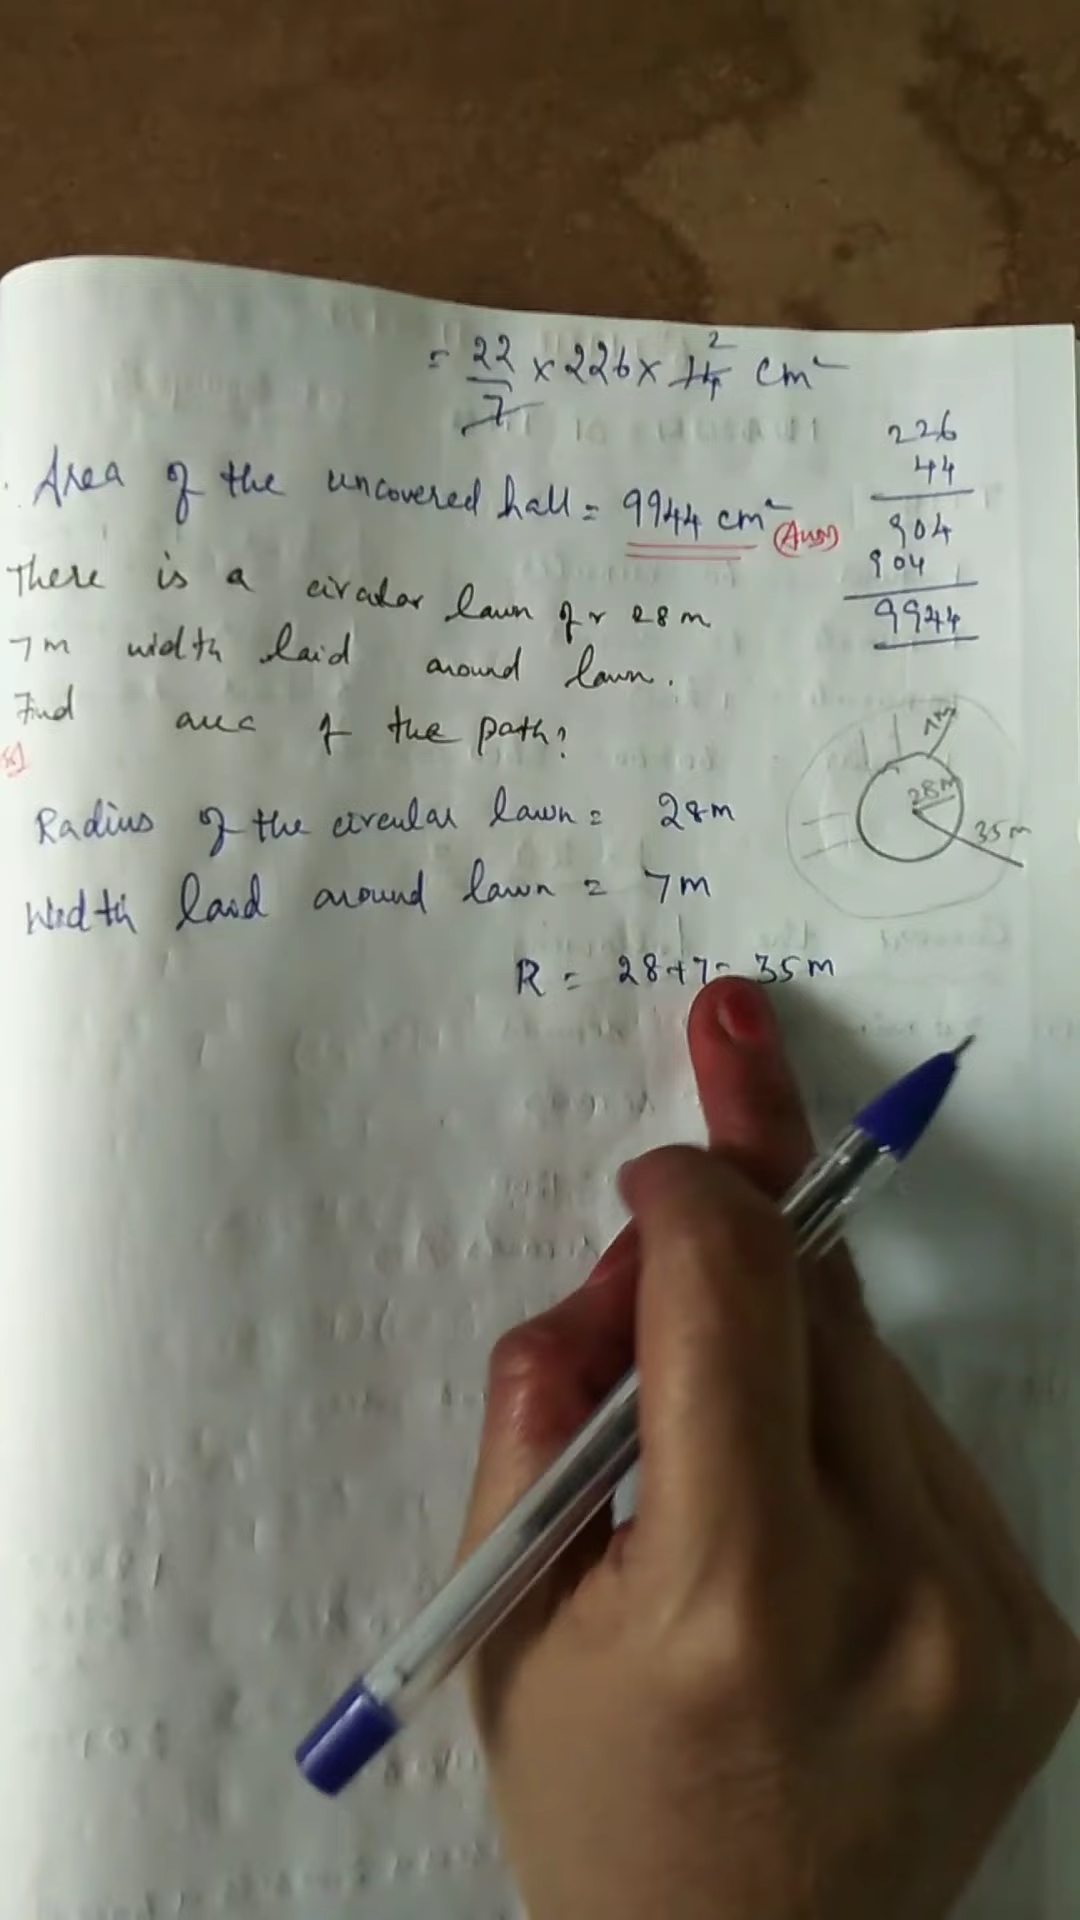 = 22/7 x 226 x 14 2 cm²
226
44
904
904
9944
Area of the uncovered hall = 9944 cm² (Ans)
There is a circular lawn of r 28 m
7m width laid around lawn.
Find area of the path?
Radius of the circular lawn = 28m
Width laid around lawn = 7m
7m
28m
35m
R = 28+7= 35m